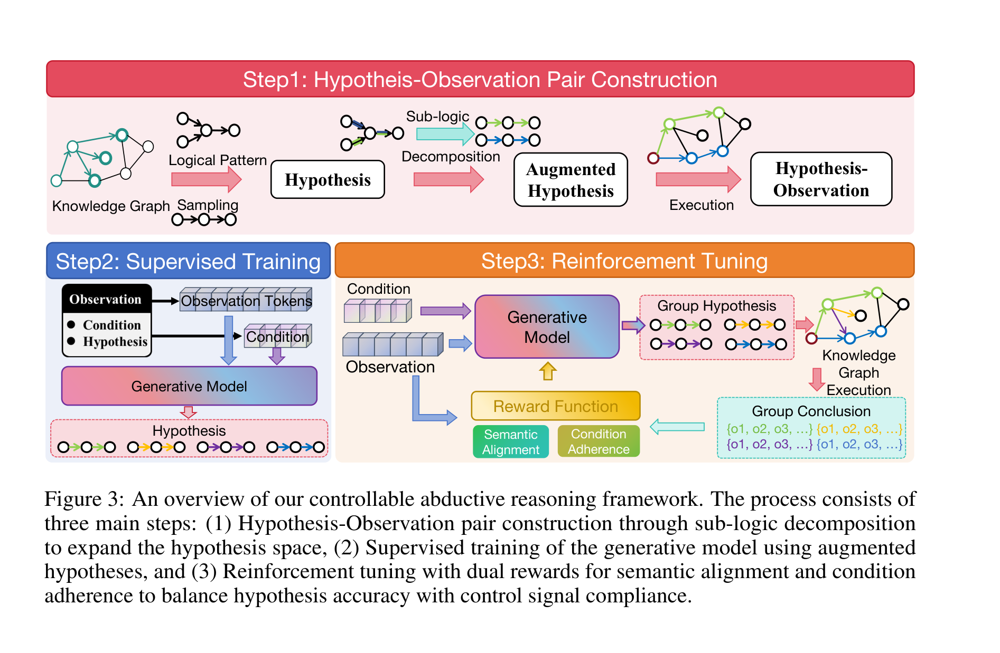 Step1: Hypotheis-Observation Pair Construction
Logical Pattern
Knowledge Graph
Sampling
Hypothesis
Sub-logic
Decomposition
Augmented
Hypothesis
Execution
Hypothesis-
Observation
Step2: Supervised Training
Observation
Condition
Hypothesis
Observation Tokens
Condition
Generative Model
Hypothesis
Step3: Reinforcement Tuning
Condition
Observation
Generative
Model
Group Hypothesis
Knowledge
Graph
Execution
Reward Function
Semantic
Alignment
Condition
Adherence
Group Conclusion
{o1, o2, o3, ...} {o1, o2, o3, ...}
{o1, o2, o3, ...} {o1, o2, o3, ...}
Figure 3: An overview of our controllable abductive reasoning framework. The process consists of
three main steps: (1) Hypothesis-Observation pair construction through sub-logic decomposition
to expand the hypothesis space, (2) Supervised training of the generative model using augmented
hypotheses, and (3) Reinforcement tuning with dual rewards for semantic alignment and condition
adherence to balance hypothesis accuracy with control signal compliance.